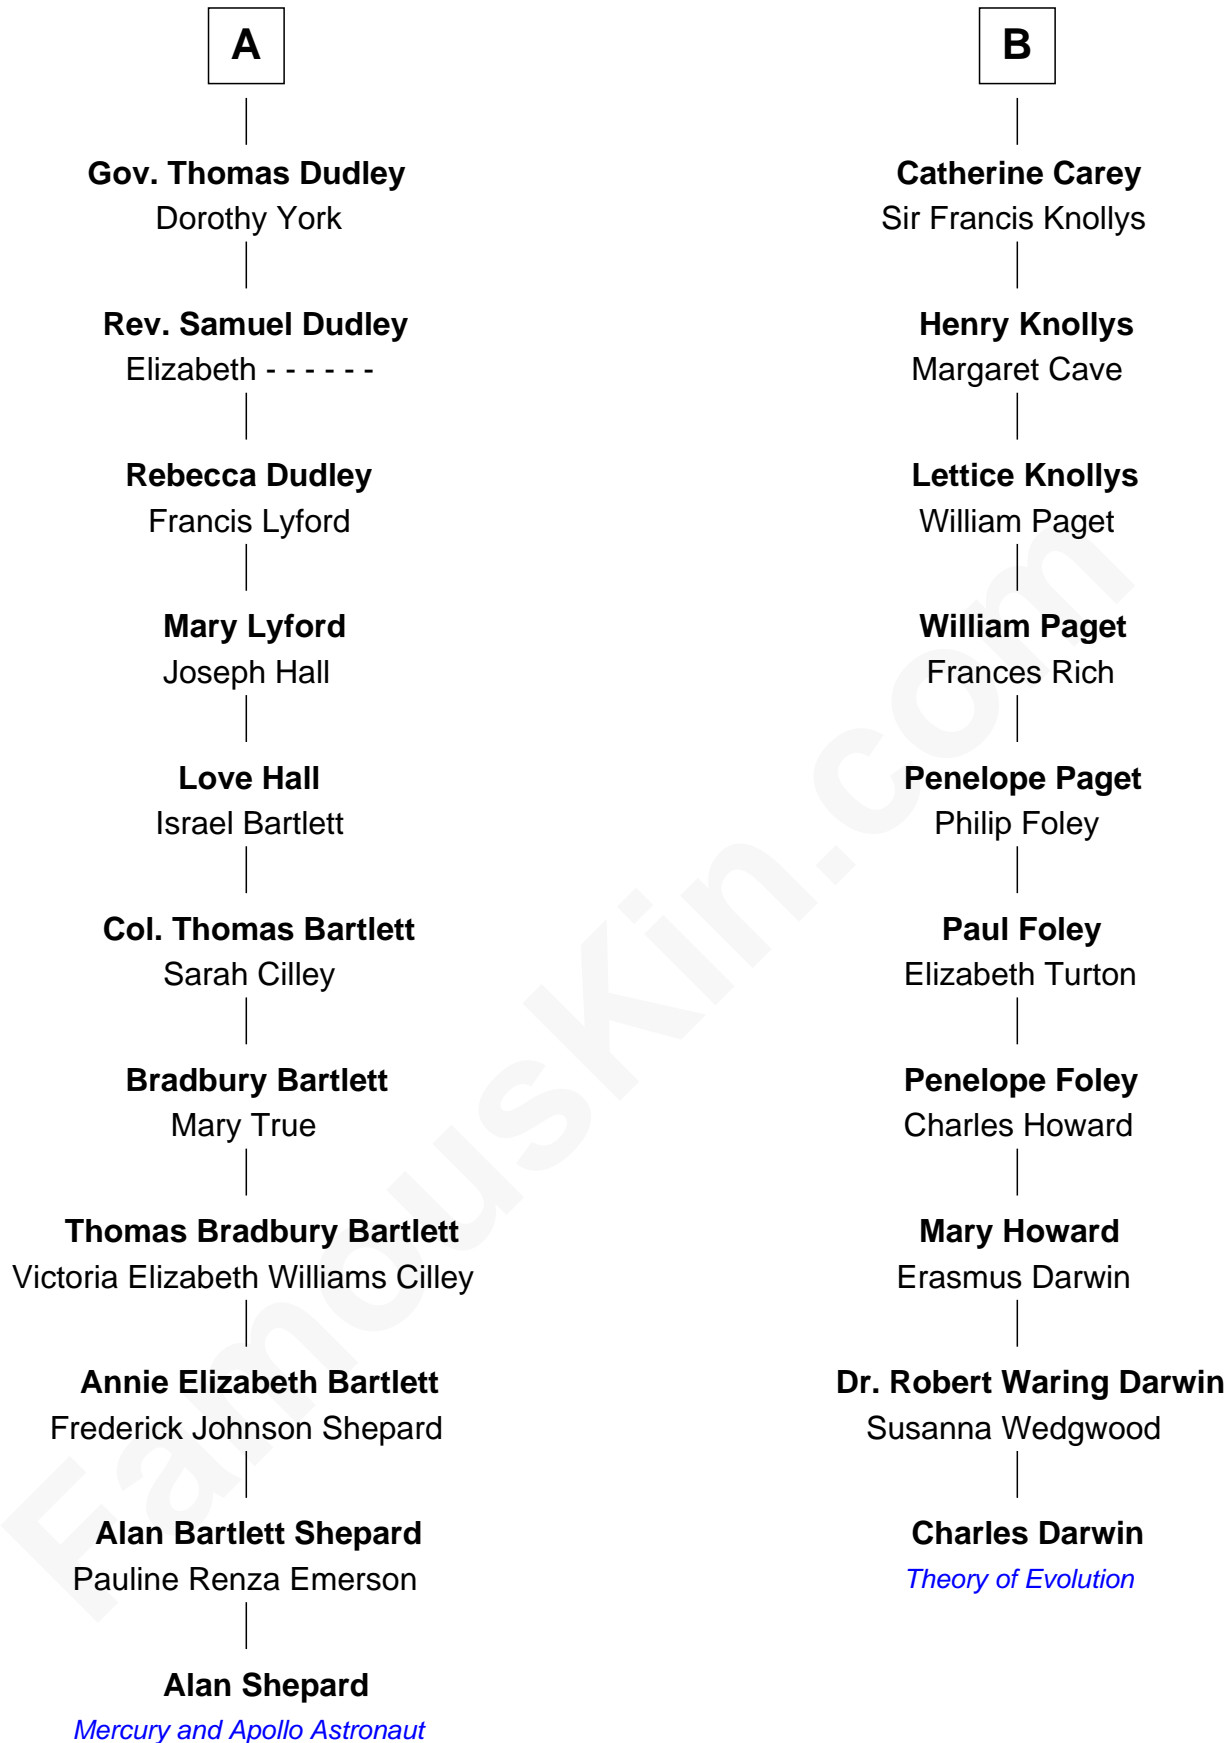 A
Gov. Thomas Dudley
Dorothy York
Rev. Samuel Dudley
Elizabeth - - - - - -
Rebecca Dudley
Francis Lyford
Mary Lyford
Joseph Hall
Love Hall
Israel Bartlett
Col. Thomas Bartlett
Sarah Cilley
Bradbury Bartlett
Mary True
Thomas Bradbury Bartlett
Victoria Elizabeth Williams Cilley
Annie Elizabeth Bartlett
Frederick Johnson Shepard
Alan Bartlett Shepard
Pauline Renza Emerson
Alan Shepard
Mercury and Apollo Astronaut
B
Catherine Carey
Sir Francis Knollys
Henry Knollys
Margaret Cave
Lettice Knollys
William Paget
William Paget
Frances Rich
Penelope Paget
Philip Foley
Paul Foley
Elizabeth Turton
Penelope Foley
Charles Howard
Mary Howard
Erasmus Darwin
Dr. Robert Waring Darwin
Susanna Wedgwood
Charles Darwin
Theory of Evolution
FamousKin.com